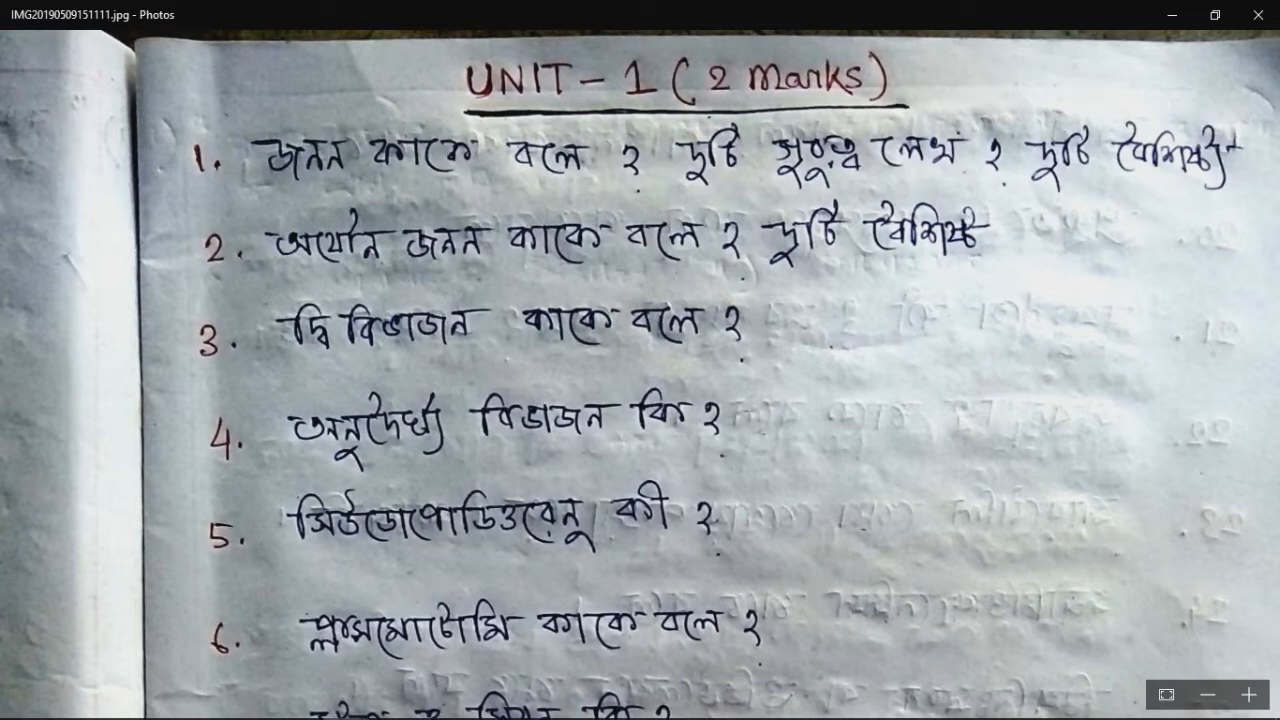 IMG20190509151111.jpg - Photos
UNIT - 1 ( 2 Marks )
1. জনন কাকে বলে ? দুটি গুরুত্ব লেখ ? দুটি বৈশিষ্ট্য
2. অযৌন জনন কাকে বলে ? দুটি বৈশিষ্ট
3. দ্বি বিভাজন কাকে বলে ?
4. অনুদৈর্ঘ্য বিভাজন কি ?
5. সিউডোপোডিওরেনু কী ?
6. প্লাসমোটোমি কাকে বলে ?
কি ?